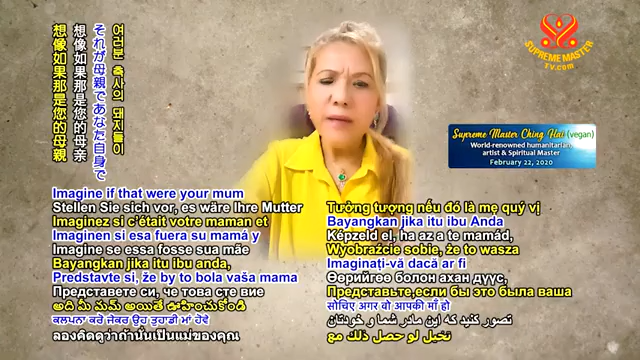 SUPREME MASTER
TV.com
여러분 축사의 돼지들이
それが母親であなた自身で
想像如果那是您的母亲
想像如果那是您的母親
Supreme Master Ching Hai (vegan)
World-renowned humanitarian,
artist & Spiritual Master
February 22, 2020
Imagine if that were your mum
Stellen Sie sich vor, es wäre Ihre Mutter
Imaginez si c'était votre maman et
Imaginen si esa fuera su mamá y
Imagine se essa fosse sua mãe
Bayangkan jika itu ibu anda,
Predstavte si, že by to bola vaša mama
Представете си, че това сте вие
అది మీ మమ్ అయితే ఊహించుకోండి
ਕਲਪਨਾ ਕਰੋ ਜੇਕਰ ਉਹ ਤੁਹਾਡੀ ਮਾਂ ਹੋਵੇ
ลองคิดดูว่าถ้านั่นเป็นแม่ของคุณ
Tưởng tượng nếu đó là mẹ quý vị
Bayangkan jika itu ibu Anda
Képzeld el, ha az a te mamád,
Wyobraźcie sobie, że to wasza
Imaginați-vă dacă ar fi
Өөрийгөө болон ахан дүүс,
Представьте,если бы это была ваша
सोचिए अगर वो आपकी माँ हो
تصور کنید که این مادر شما و خودتان
تخيل لو حصل ذلك مع